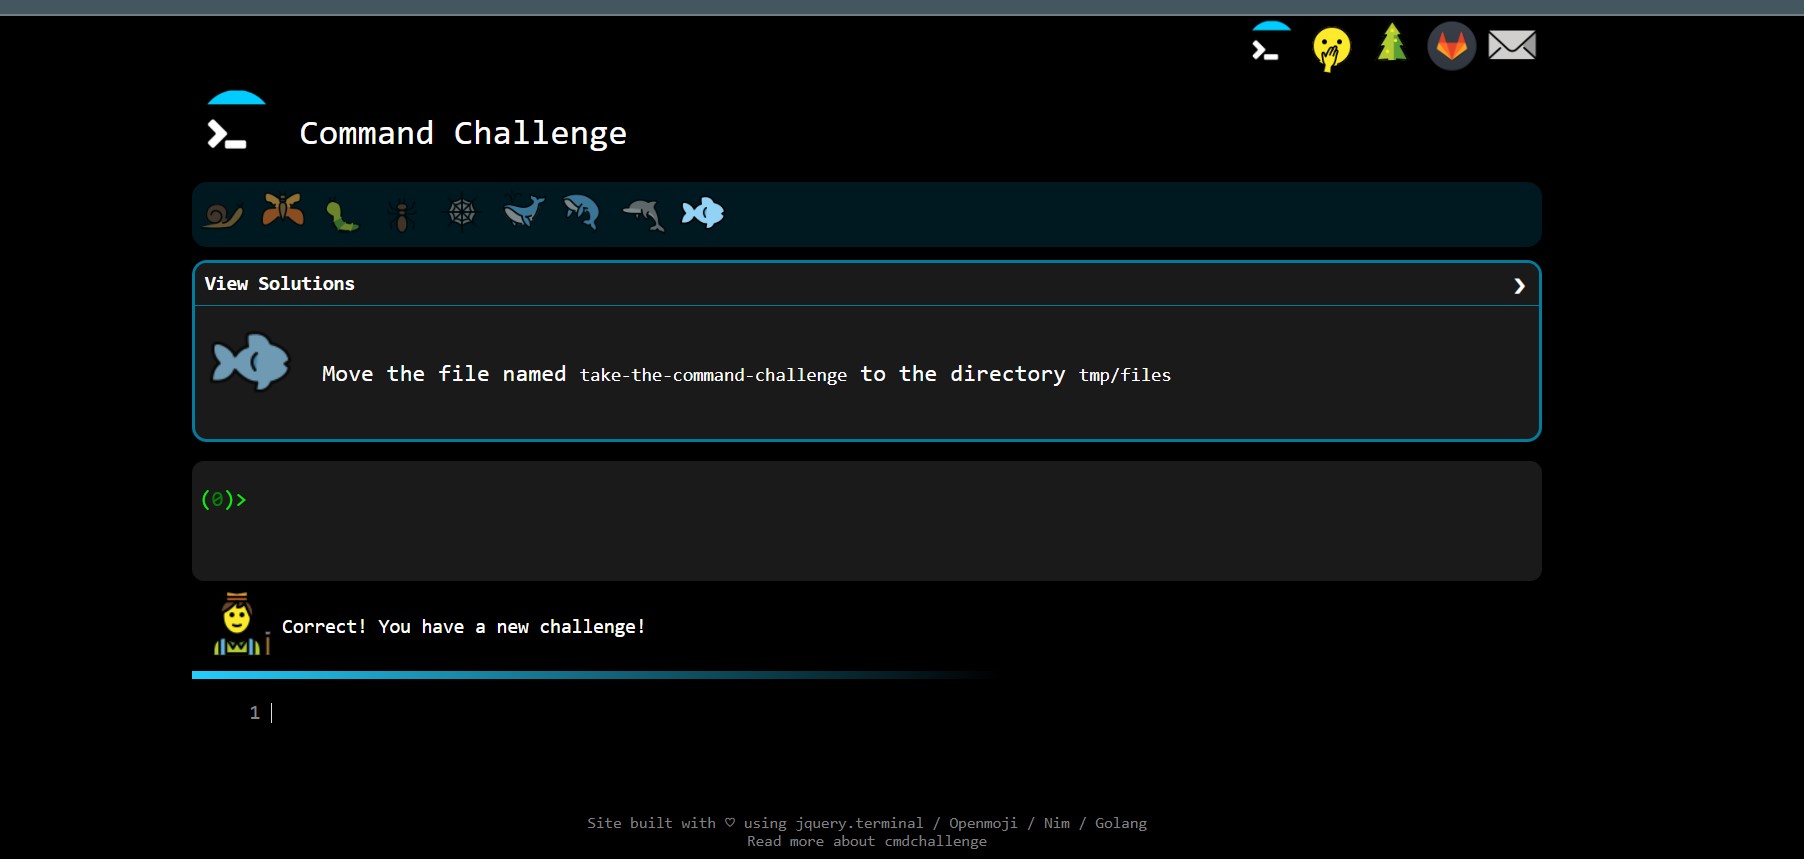 Command Challenge
View Solutions
Move the file named take-the-command-challenge to the directory tmp/files
(0)>
Correct! You have a new challenge!
1
Site built with ♡ using jquery.terminal / Openmoji / Nim / Golang
Read more about cmdchallenge